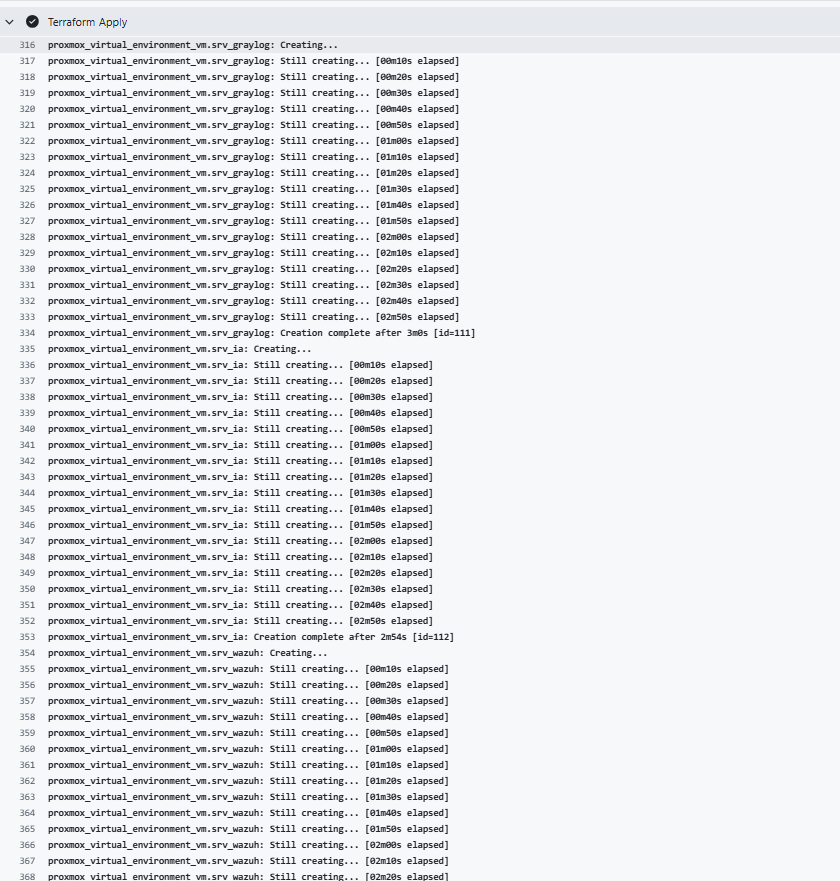 Terraform Apply
316 proxmox_virtual_environment_vm.srv_graylog: Creating...
317 proxmox_virtual_environment_vm.srv_graylog: Still creating... [00m10s elapsed]
318 proxmox_virtual_environment_vm.srv_graylog: Still creating... [00m20s elapsed]
319 proxmox_virtual_environment_vm.srv_graylog: Still creating... [00m30s elapsed]
320 proxmox_virtual_environment_vm.srv_graylog: Still creating... [00m40s elapsed]
321 proxmox_virtual_environment_vm.srv_graylog: Still creating... [00m50s elapsed]
322 proxmox_virtual_environment_vm.srv_graylog: Still creating... [01m00s elapsed]
323 proxmox_virtual_environment_vm.srv_graylog: Still creating... [01m10s elapsed]
324 proxmox_virtual_environment_vm.srv_graylog: Still creating... [01m20s elapsed]
325 proxmox_virtual_environment_vm.srv_graylog: Still creating... [01m30s elapsed]
326 proxmox_virtual_environment_vm.srv_graylog: Still creating... [01m40s elapsed]
327 proxmox_virtual_environment_vm.srv_graylog: Still creating... [01m50s elapsed]
328 proxmox_virtual_environment_vm.srv_graylog: Still creating... [02m00s elapsed]
329 proxmox_virtual_environment_vm.srv_graylog: Still creating... [02m10s elapsed]
330 proxmox_virtual_environment_vm.srv_graylog: Still creating... [02m20s elapsed]
331 proxmox_virtual_environment_vm.srv_graylog: Still creating... [02m30s elapsed]
332 proxmox_virtual_environment_vm.srv_graylog: Still creating... [02m40s elapsed]
333 proxmox_virtual_environment_vm.srv_graylog: Still creating... [02m50s elapsed]
334 proxmox_virtual_environment_vm.srv_graylog: Creation complete after 3m0s [id=111]
335 proxmox_virtual_environment_vm.srv_ia: Creating...
336 proxmox_virtual_environment_vm.srv_ia: Still creating... [00m10s elapsed]
337 proxmox_virtual_environment_vm.srv_ia: Still creating... [00m20s elapsed]
338 proxmox_virtual_environment_vm.srv_ia: Still creating... [00m30s elapsed]
339 proxmox_virtual_environment_vm.srv_ia: Still creating... [00m40s elapsed]
340 proxmox_virtual_environment_vm.srv_ia: Still creating... [00m50s elapsed]
341 proxmox_virtual_environment_vm.srv_ia: Still creating... [01m00s elapsed]
342 proxmox_virtual_environment_vm.srv_ia: Still creating... [01m10s elapsed]
343 proxmox_virtual_environment_vm.srv_ia: Still creating... [01m20s elapsed]
344 proxmox_virtual_environment_vm.srv_ia: Still creating... [01m30s elapsed]
345 proxmox_virtual_environment_vm.srv_ia: Still creating... [01m40s elapsed]
346 proxmox_virtual_environment_vm.srv_ia: Still creating... [01m50s elapsed]
347 proxmox_virtual_environment_vm.srv_ia: Still creating... [02m00s elapsed]
348 proxmox_virtual_environment_vm.srv_ia: Still creating... [02m10s elapsed]
349 proxmox_virtual_environment_vm.srv_ia: Still creating... [02m20s elapsed]
350 proxmox_virtual_environment_vm.srv_ia: Still creating... [02m30s elapsed]
351 proxmox_virtual_environment_vm.srv_ia: Still creating... [02m40s elapsed]
352 proxmox_virtual_environment_vm.srv_ia: Still creating... [02m50s elapsed]
353 proxmox_virtual_environment_vm.srv_ia: Creation complete after 2m54s [id=112]
354 proxmox_virtual_environment_vm.srv_wazuh: Creating...
355 proxmox_virtual_environment_vm.srv_wazuh: Still creating... [00m10s elapsed]
356 proxmox_virtual_environment_vm.srv_wazuh: Still creating... [00m20s elapsed]
357 proxmox_virtual_environment_vm.srv_wazuh: Still creating... [00m30s elapsed]
358 proxmox_virtual_environment_vm.srv_wazuh: Still creating... [00m40s elapsed]
359 proxmox_virtual_environment_vm.srv_wazuh: Still creating... [00m50s elapsed]
360 proxmox_virtual_environment_vm.srv_wazuh: Still creating... [01m00s elapsed]
361 proxmox_virtual_environment_vm.srv_wazuh: Still creating... [01m10s elapsed]
362 proxmox_virtual_environment_vm.srv_wazuh: Still creating... [01m20s elapsed]
363 proxmox_virtual_environment_vm.srv_wazuh: Still creating... [01m30s elapsed]
364 proxmox_virtual_environment_vm.srv_wazuh: Still creating... [01m40s elapsed]
365 proxmox_virtual_environment_vm.srv_wazuh: Still creating... [01m50s elapsed]
366 proxmox_virtual_environment_vm.srv_wazuh: Still creating... [02m00s elapsed]
367 proxmox_virtual_environment_vm.srv_wazuh: Still creating... [02m10s elapsed]
368 proxmox_virtual_environment_vm.srv_wazuh: Still creating... [02m20s elapsed]